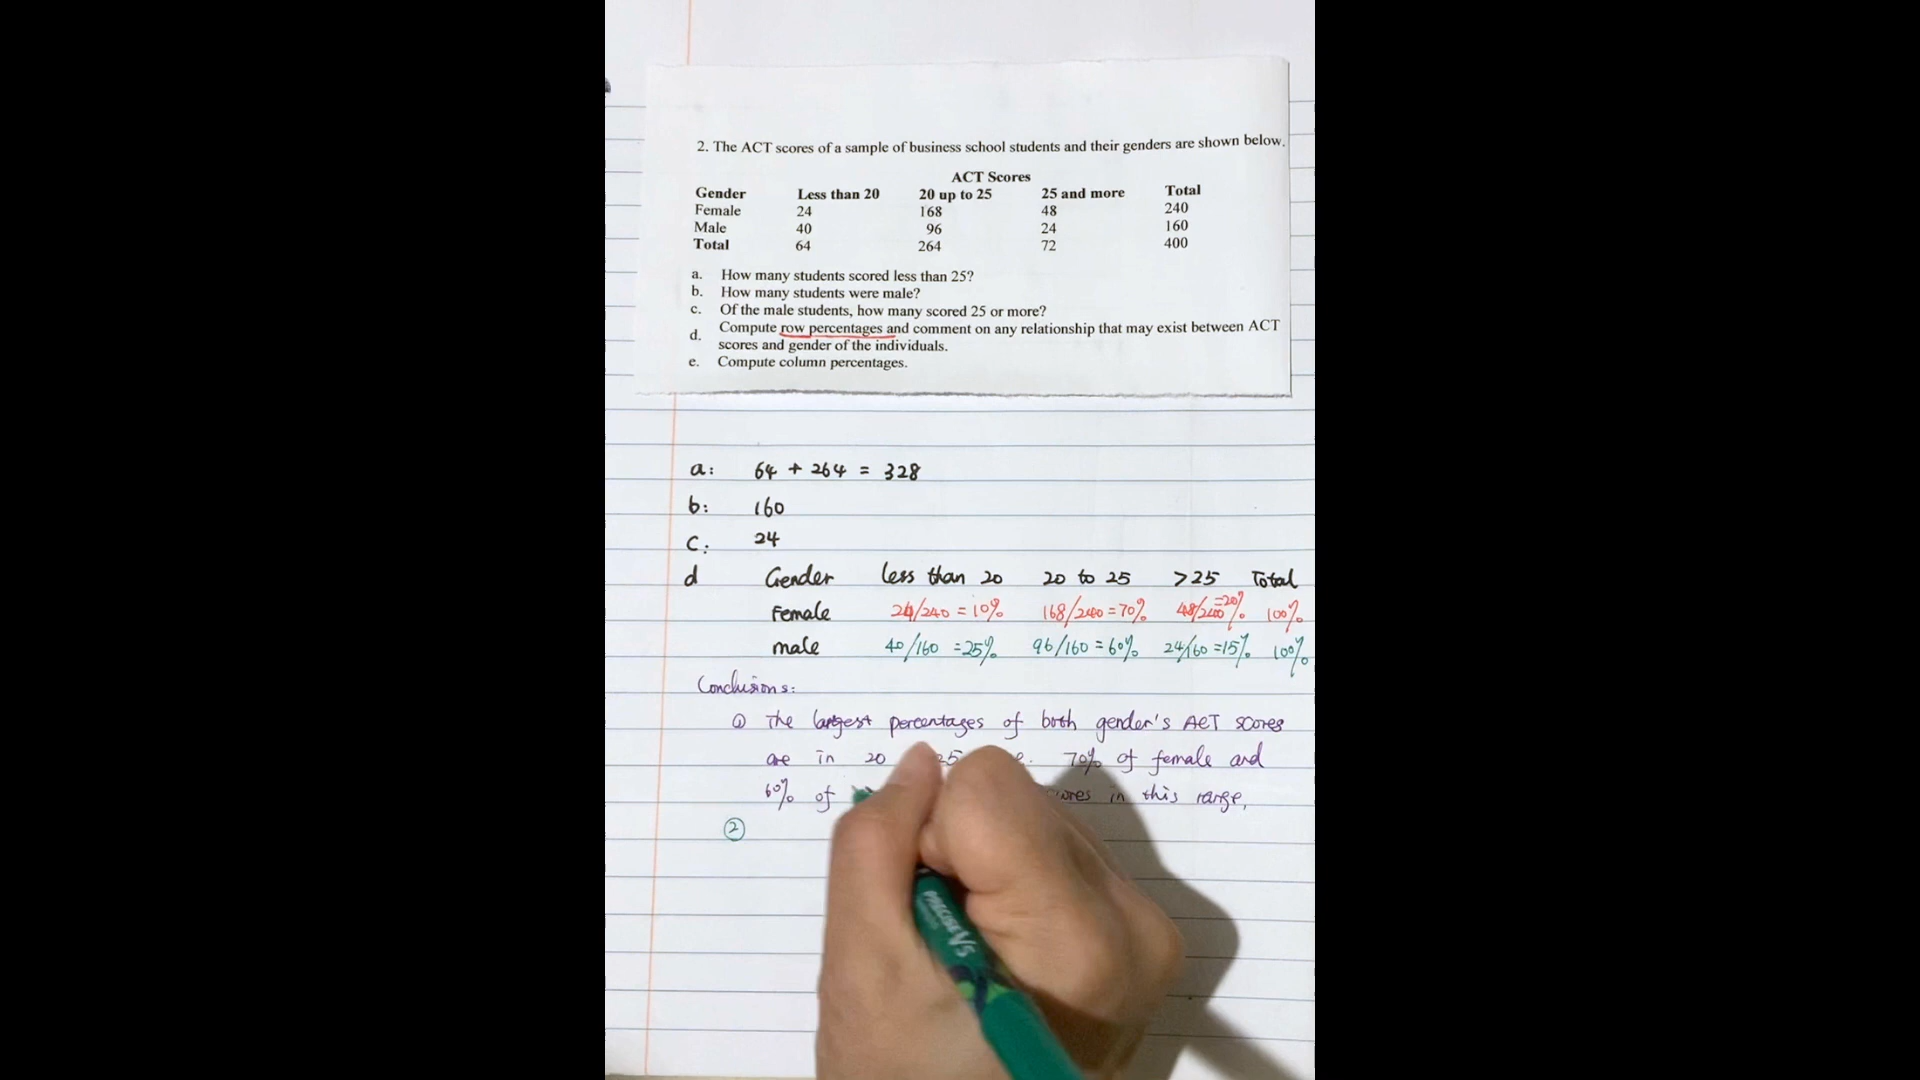 2. The ACT scores of a sample of business school students and their genders are shown below.
ACT Scores
Gender Less than 20 20 up to 25 25 and more Total
Female 24 168 48 240
Male 40 96 24 160
Total 64 264 72 400
a. How many students scored less than 25?
b. How many students were male?
c. Of the male students, how many scored 25 or more?
d. Compute row percentages and comment on any relationship that may exist between ACT
scores and gender of the individuals.
e. Compute column percentages.
a: 64 + 264 = 328
b: 160
C: 24
d Gender less than 20 20 to 25 >25 Total
Female 24/240 = 10% 168/240 = 70% 48/240 =20% 100%
male 40/160 =25% 96/160 = 60% 24/160 =15% 100%
Conclusions:
① The largest percentages of both gender's ACT scores
are in 20 25 70% of female and
60% of in this range,
②
PRECISE V5